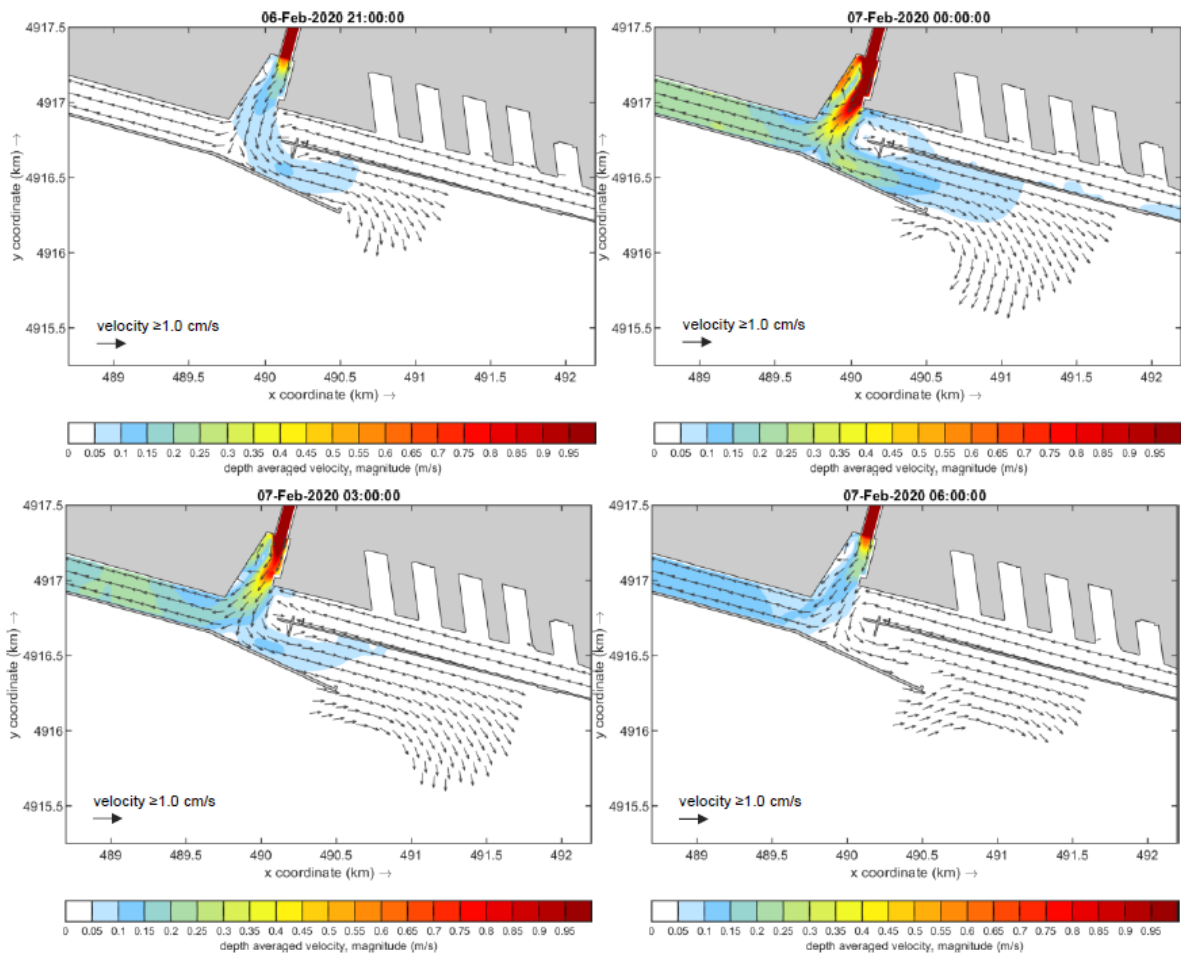 06-Feb-2020 21:00:00
4917.5
4917
4916.5
4916
4915.5
y coordinate (km) →
velocity ≥1.0 cm/s
489 489.5 490 490.5 491 491.5 492
x coordinate (km) →
0 0.05 0.1 0.15 0.2 0.25 0.3 0.35 0.4 0.45 0.5 0.55 0.6 0.65 0.7 0.75 0.8 0.85 0.9 0.95
depth averaged velocity, magnitude (m/s)
07-Feb-2020 00:00:00
4917.5
4917
4916.5
4916
4915.5
y coordinate (km) →
velocity ≥1.0 cm/s
489 489.5 490 490.5 491 491.5 492
x coordinate (km) →
0 0.05 0.1 0.15 0.2 0.25 0.3 0.35 0.4 0.45 0.5 0.55 0.6 0.65 0.7 0.75 0.8 0.85 0.9 0.95
depth averaged velocity, magnitude (m/s)
07-Feb-2020 03:00:00
4917.5
4917
4916.5
4916
4915.5
y coordinate (km) →
velocity ≥1.0 cm/s
489 489.5 490 490.5 491 491.5 492
x coordinate (km) →
0 0.05 0.1 0.15 0.2 0.25 0.3 0.35 0.4 0.45 0.5 0.55 0.6 0.65 0.7 0.75 0.8 0.85 0.9 0.95
depth averaged velocity, magnitude (m/s)
07-Feb-2020 06:00:00
4917.5
4917
4916.5
4916
4915.5
y coordinate (km) →
velocity ≥1.0 cm/s
489 489.5 490 490.5 491 491.5 492
x coordinate (km) →
0 0.05 0.1 0.15 0.2 0.25 0.3 0.35 0.4 0.45 0.5 0.55 0.6 0.65 0.7 0.75 0.8 0.85 0.9 0.95
depth averaged velocity, magnitude (m/s)